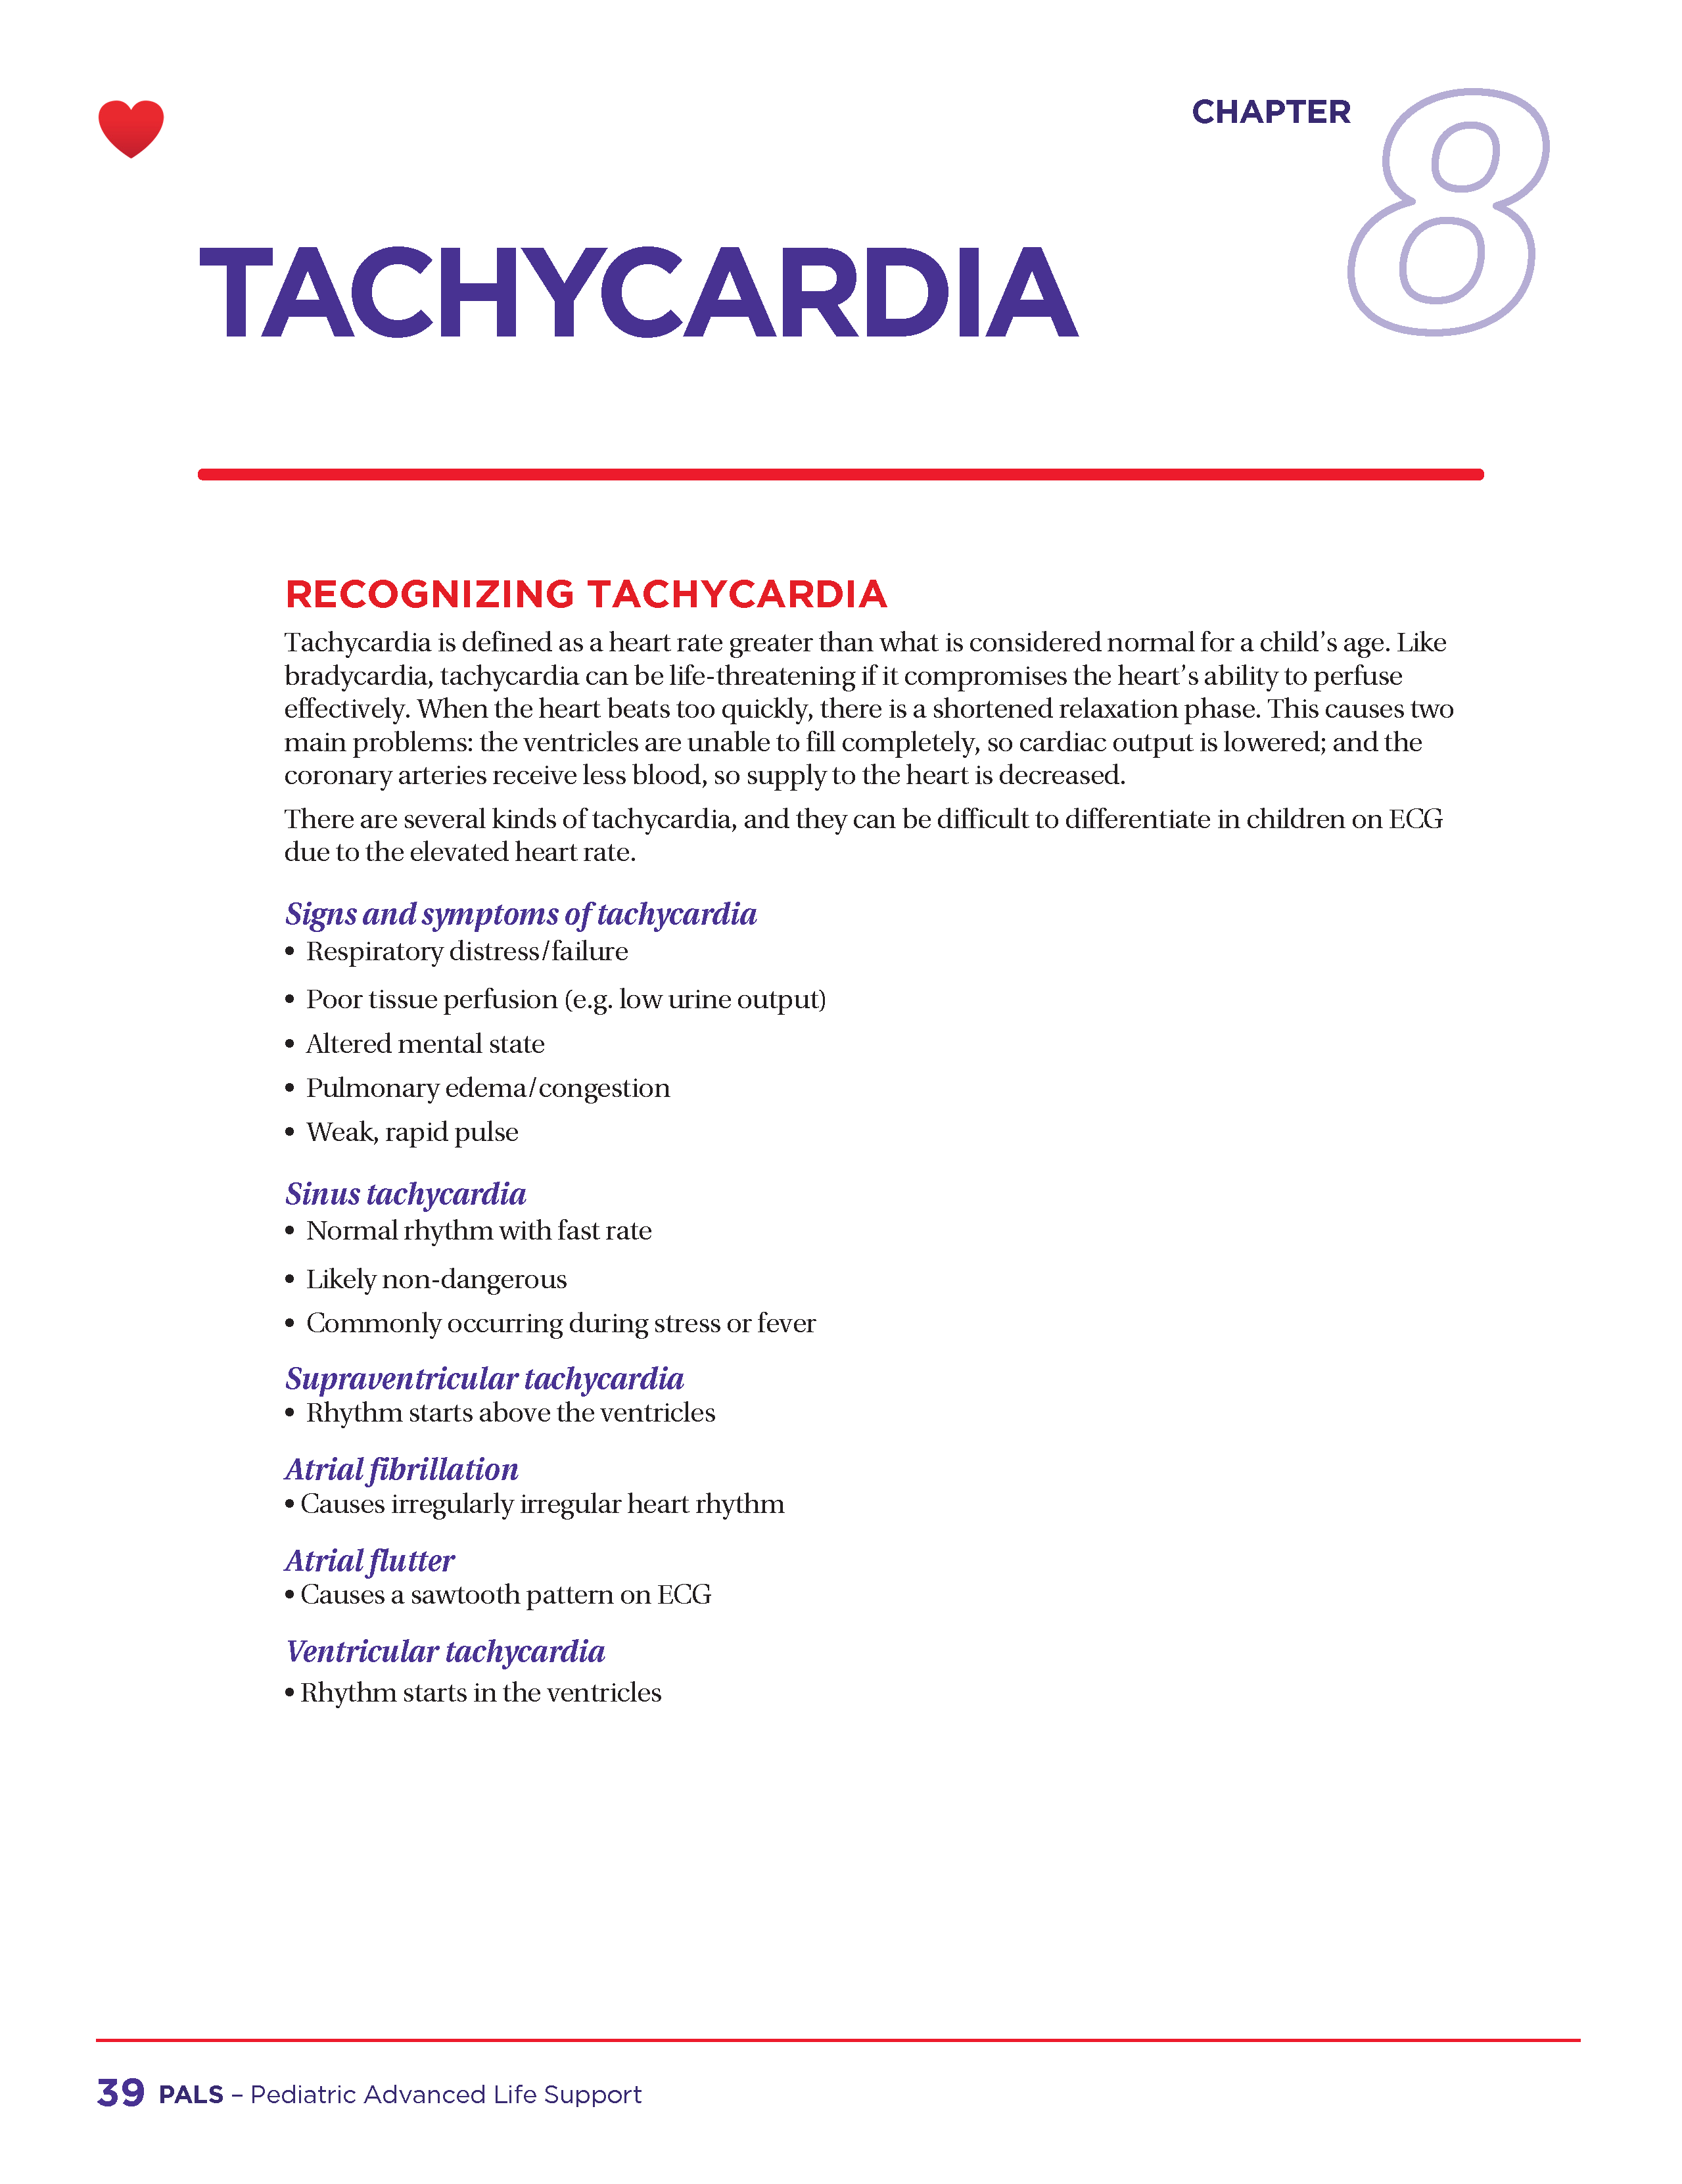 CHAPTER
8
TACHYCARDIA
RECOGNIZING TACHYCARDIA
Tachycardia is defined as a heart rate greater than what is considered normal for a child’s age. Like
bradycardia, tachycardia can be life-threatening if it compromises the heart’s ability to perfuse
effectively. When the heart beats too quickly, there is a shortened relaxation phase. This causes two
main problems: the ventricles are unable to fill completely, so cardiac output is lowered; and the
coronary arteries receive less blood, so supply to the heart is decreased.
There are several kinds of tachycardia, and they can be difficult to differentiate in children on ECG
due to the elevated heart rate.
Signs and symptoms of tachycardia
• Respiratory distress/failure
• Poor tissue perfusion (e.g. low urine output)
• Altered mental state
• Pulmonary edema/congestion
• Weak, rapid pulse
Sinus tachycardia
• Normal rhythm with fast rate
• Likely non-dangerous
• Commonly occurring during stress or fever
Supraventricular tachycardia
• Rhythm starts above the ventricles
Atrial fibrillation
• Causes irregularly irregular heart rhythm
Atrial flutter
• Causes a sawtooth pattern on ECG
Ventricular tachycardia
• Rhythm starts in the ventricles
39 PALS – Pediatric Advanced Life Support